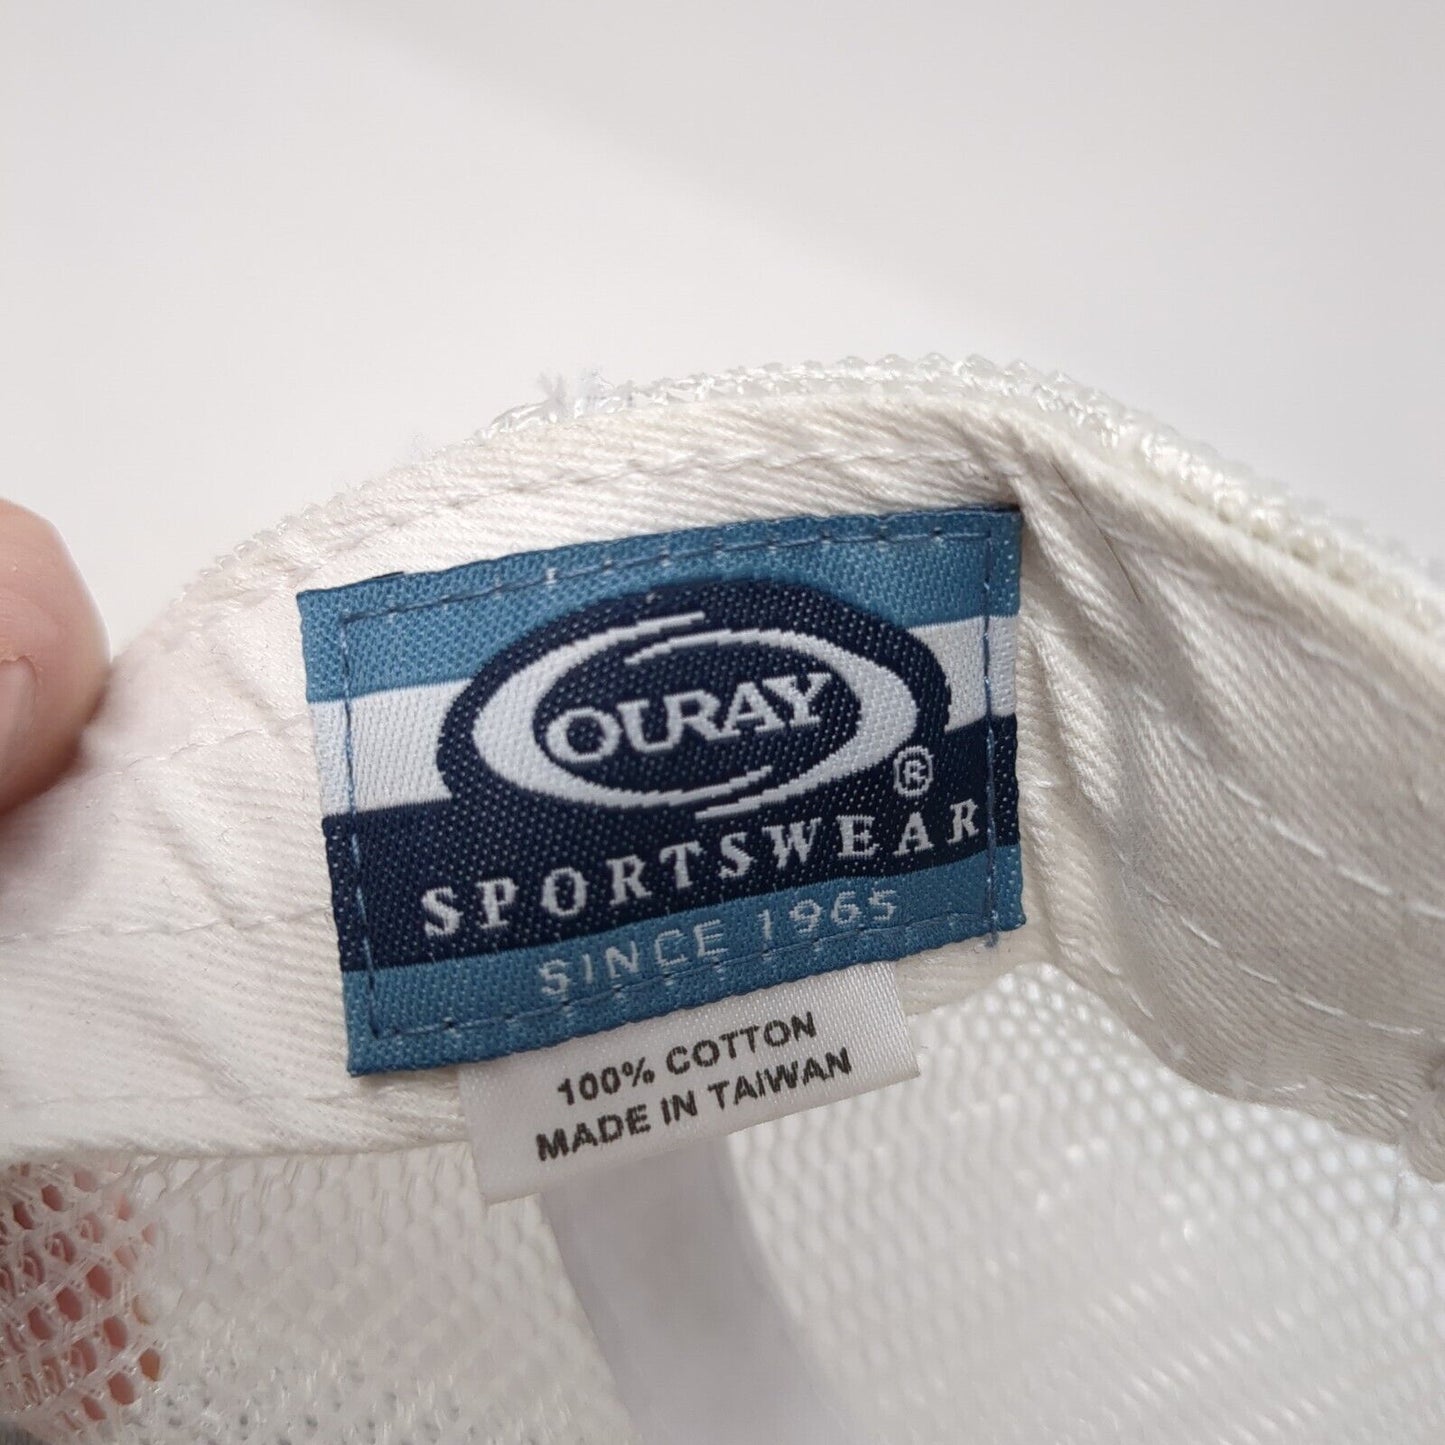 OURAY
®
SPORTSWEAR
SINCE 1965
100% COTTON
MADE IN TAIWAN